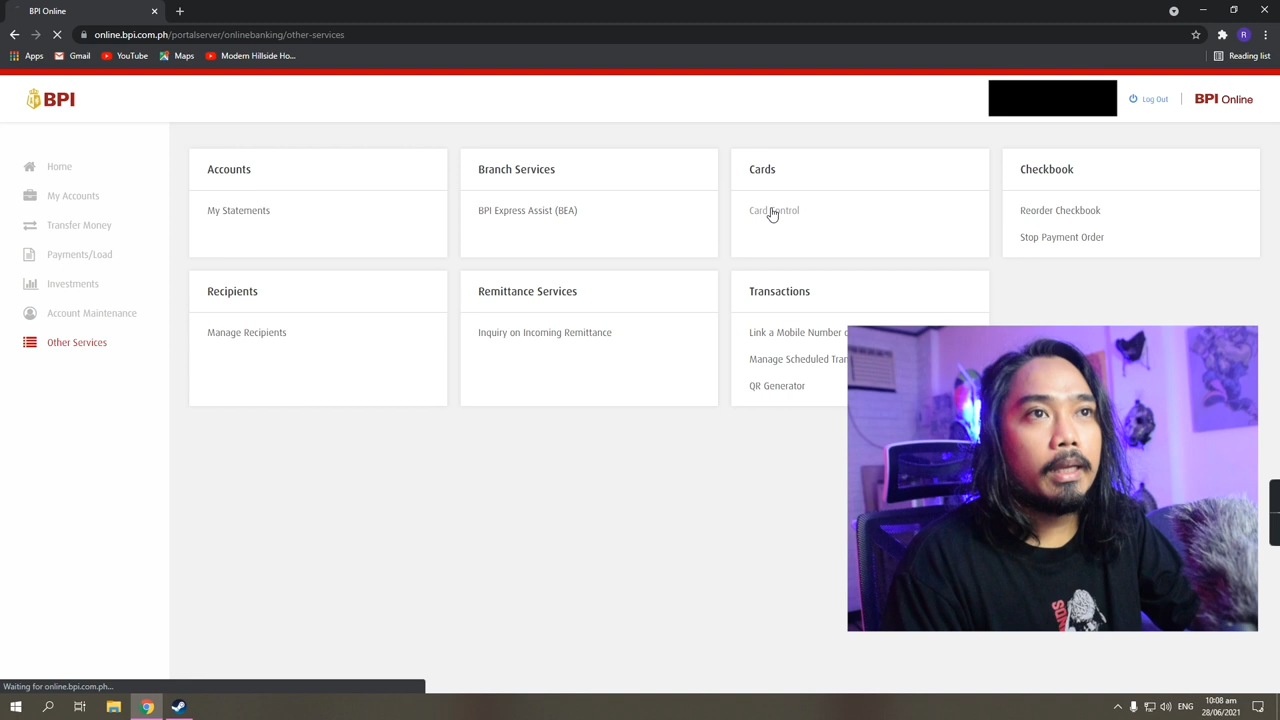 BPI Online
online.bpi.com.ph/portalserver/onlinebanking/other-services
R
Apps
Gmail
YouTube
Maps
Modern Hillside Ho...
Reading list
BPI
Log Out
BPI Online
Home
My Accounts
Transfer Money
Payments/Load
Investments
Account Maintenance
Other Services
Accounts
My Statements
Branch Services
BPI Express Assist (BEA)
Cards
Card Control
Checkbook
Reorder Checkbook
Stop Payment Order
Recipients
Manage Recipients
Remittance Services
Inquiry on Incoming Remittance
Transactions
Link a Mobile Number
Manage Scheduled Tran
QR Generator
Waiting for online.bpi.com.ph...
ENG
10:08 am
28/06/2021